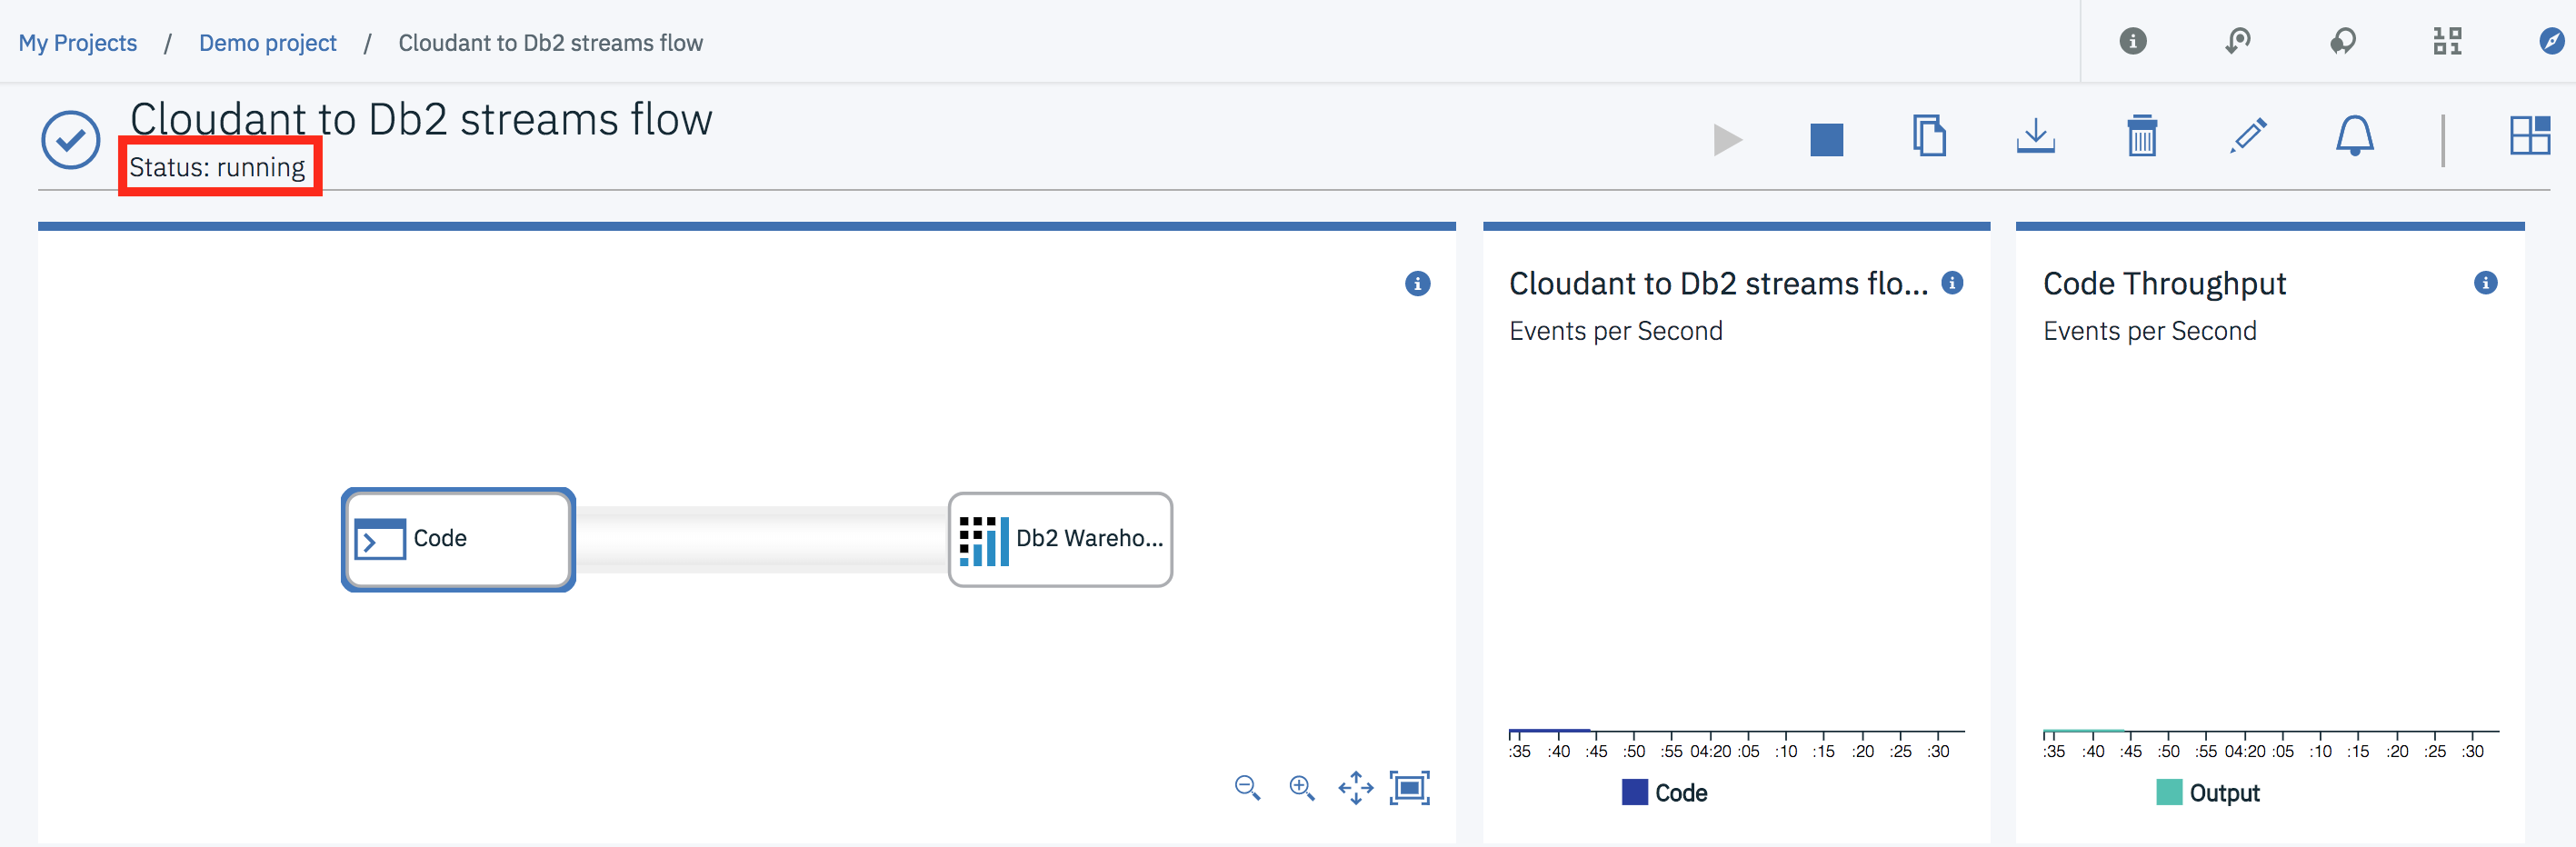 My Projects / Demo project / Cloudant to Db2 streams flow
Cloudant to Db2 streams flow
Status: running
Code
Db2 Wareho...
Cloudant to Db2 streams flo...
Events per Second
:35 :40 :45 :50 :55 04:20 :05 :10 :15 :20 :25 :30
Code
Code Throughput
Events per Second
:35 :40 :45 :50 :55 04:20 :05 :10 :15 :20 :25 :30
Output